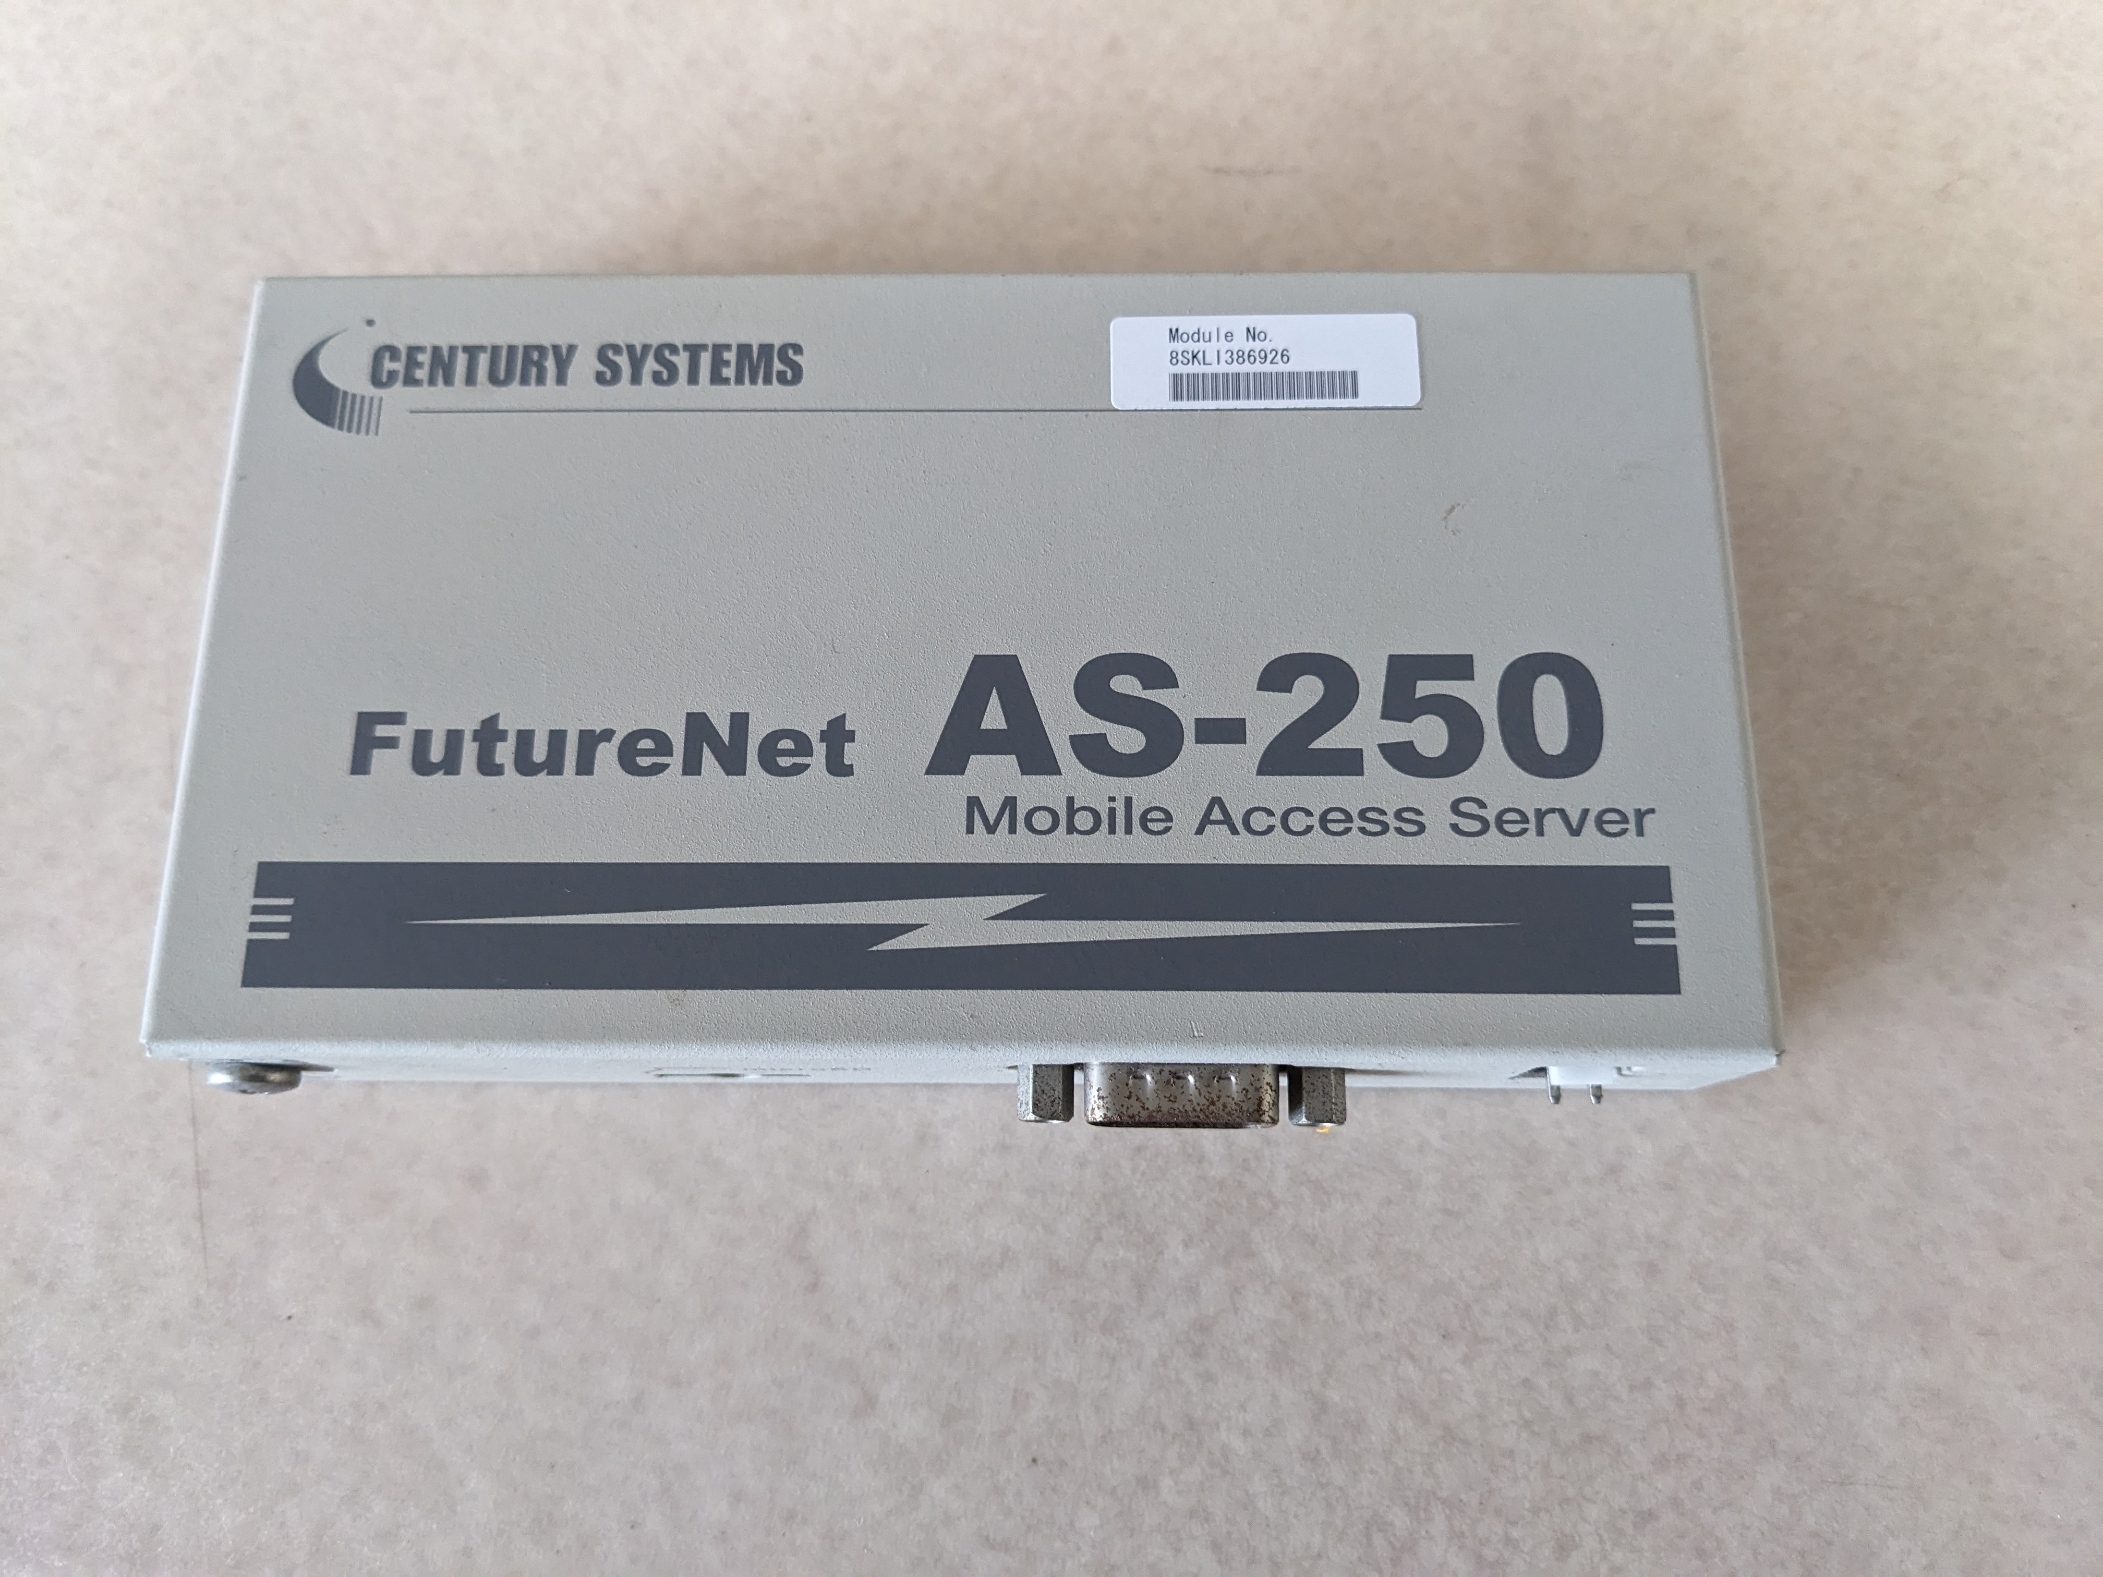 CENTURY SYSTEMS
Module No.
8SKLI386926
FutureNet AS-250
Mobile Access Server